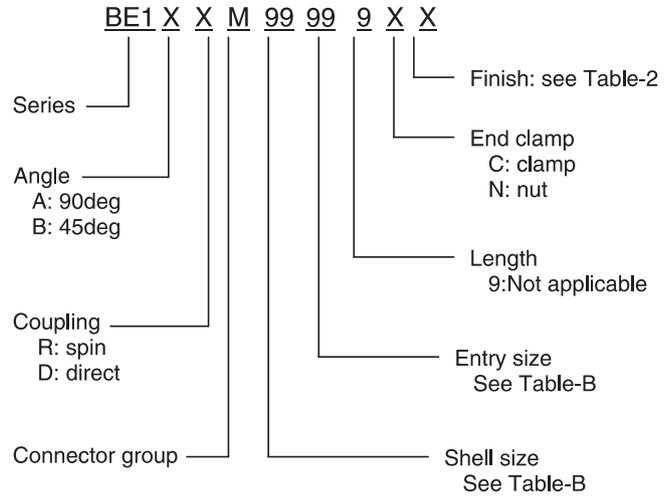 BE1 X X M 99 99 9 X X
Series
Angle
A: 90deg
B: 45deg
Coupling
R: spin
D: direct
Connector group
Finish: see Table-2
End clamp
C: clamp
N: nut
Length
9:Not applicable
Entry size
See Table-B
Shell size
See Table-B